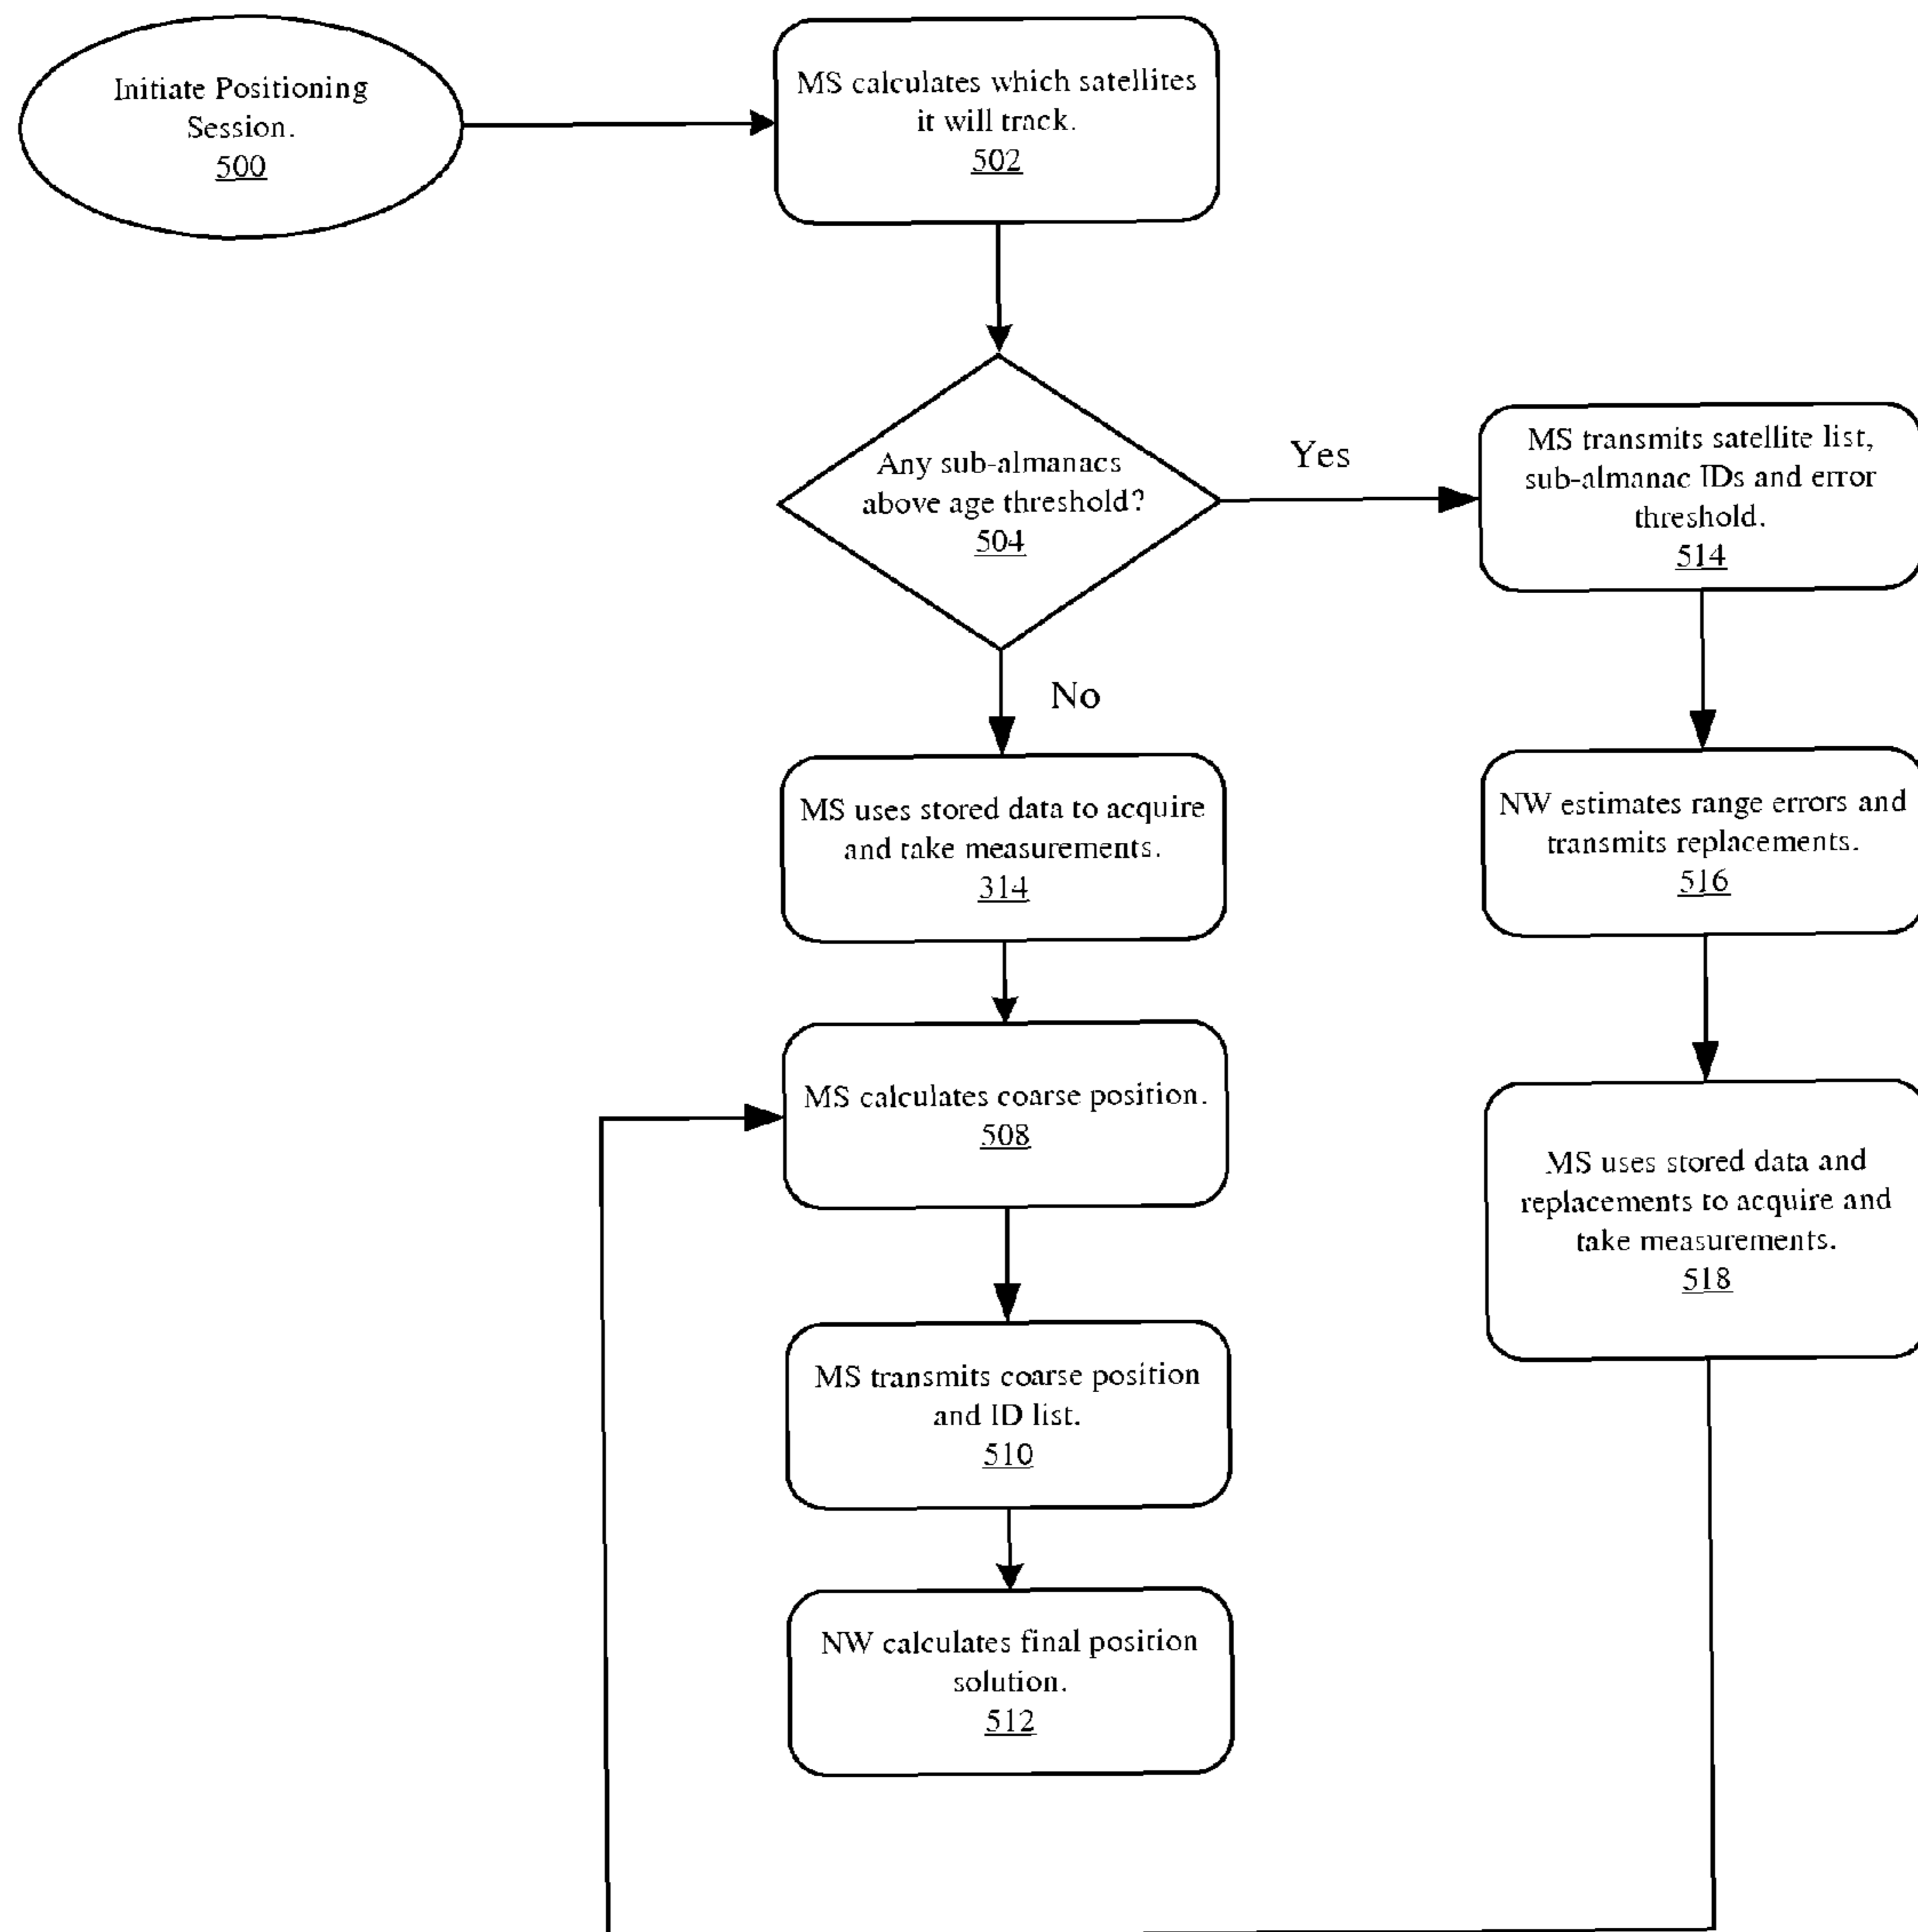 Initiate Positioning
Session.
500
MS calculates which satellites
it will track.
502
Any sub-almanacs
above age threshold?
504
Yes
No
MS transmits satellite list,
sub-almanac IDs and error
threshold.
514
MS uses stored data to acquire
and take measurements.
314
NW estimates range errors and
transmits replacements.
516
MS calculates coarse position.
508
MS uses stored data and
replacements to acquire and
take measurements.
518
MS transmits coarse position
and ID list.
510
NW calculates final position
solution.
512